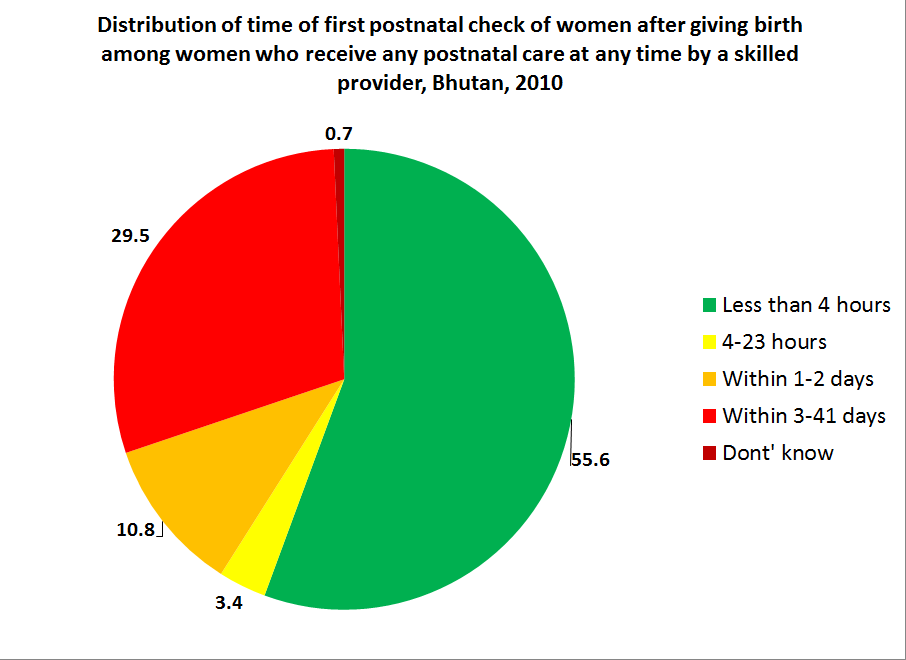 Distribution of time of first postnatal check of women after giving birth
among women who receive any postnatal care at any time by a skilled
provider, Bhutan, 2010
0.7
29.5
55.6
10.8
3.4
Less than 4 hours
4-23 hours
Within 1-2 days
Within 3-41 days
Dont' know